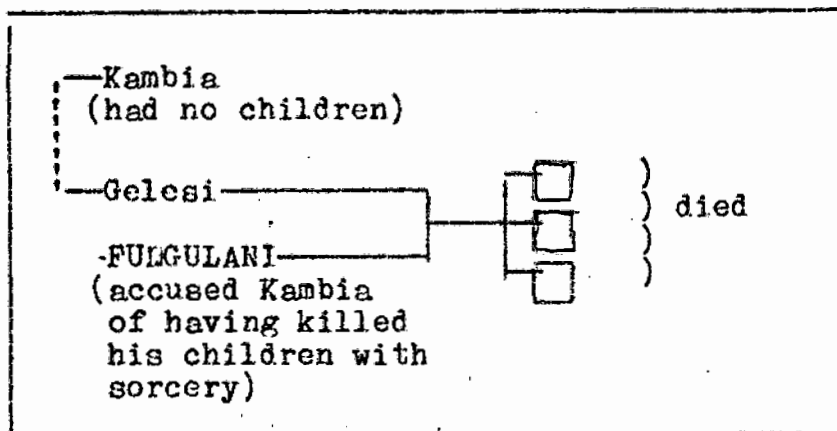 Kambia
(had no children)
Gelesi
) died
FULGULANI
(accused Kambia
of having killed
his children with
sorcery)